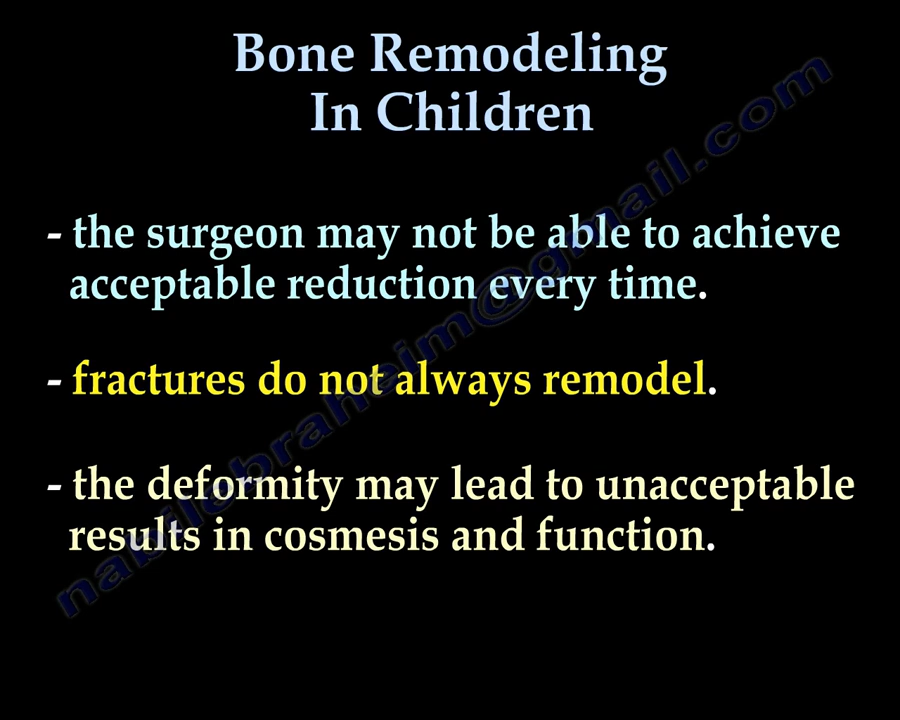 Bone Remodeling
In Children
- the surgeon may not be able to achieve
acceptable reduction every time.
- fractures do not always remodel.
- the deformity may lead to unacceptable
results in cosmesis and function.
nabilabraheim@gmail.com